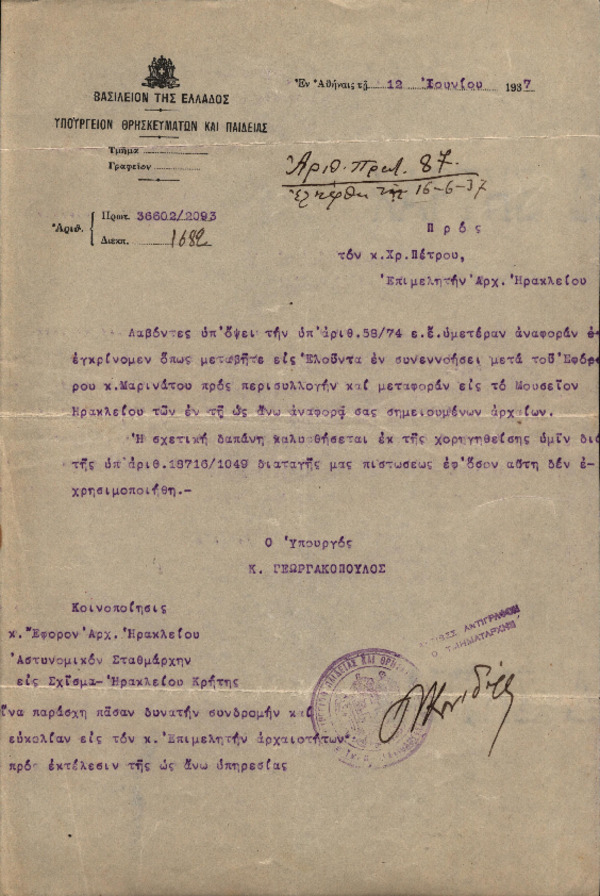 ΒΑΣΙΛΕΙΟΝ ΤΗΣ ΕΛΛΑΔΟΣ
ΥΠΟΥΡΓΕΙΟΝ ΘΡΗΣΚΕΥΜΑΤΩΝ ΚΑΙ ΠΑΙΔΕΙΑΣ
Τμῆμα
Γραφεῖον
Ἀριθ. Πρωτ. 36602/2093
Διεκπ. 1682
Ἐν Ἀθήναις τῇ 12 Ἰουνίου 1937
Ἀριθ. πρωτ. 87.
Ἐλήφθη τῇ 16-6-37
Πρός
τόν κ.Χρ.Πέτρου,
Ἐπιμελητήν Ἀρχ. Ἡρακλείου
Λαβόντες ὑπ'ὄψει τήν ὑπ'ἀριθ.58/74 ε.ἔ.ὑμετέραν ἀναφοράν
ἐγκρίνομεν ὅπως μεταβῆτε εἰς Ἐλοῦντα ἐν συνεννοήσει μετά τοῦ Ἐφό-
ρου κ.Μαρινάτου πρός περισυλλογήν καί μεταφοράν εἰς τό Μουσεῖον
Ἡρακλείου τῶν ἐν τῇ ὡς ἄνω ἀναφορᾷ σας σημειουμένων ἀρχαίων.
Ἡ σχετική δαπάνη καλυφθήσεται ἐκ τῆς χορηγηθείσης ὑμῖν διά
τῆς ὑπ'ἀριθ.18716/1049 διαταγῆς μας πιστώσεως ἐφ'ὅσον αὕτη δέν ἐ-
χρησιμοποιήθη.-
Ὁ Ὑπουργός
Κ. ΓΕΩΡΓΑΚΟΠΟΥΛΟΣ
Κοινοποίησις
κ. Ἔφορον Ἀρχ. Ἡρακλείου
Ἀστυνομικόν Σταθμάρχην
εἰς Σχίσμα-Ἡρακλείου Κρήτης
ἵνα παράσχῃ πᾶσαν δυνατήν συνδρομήν καί
εὐκολίαν εἰς τόν κ.Ἐπιμελητήν ἀρχαιοτήτων
πρός ἐκτέλεσιν τῆς ὡς ἄνω ὑπηρεσίας
ΑΝΤΙΓΡΑΦΟΝ
Ο ΤΜΗΜΑΤΑΡΧΗΣ